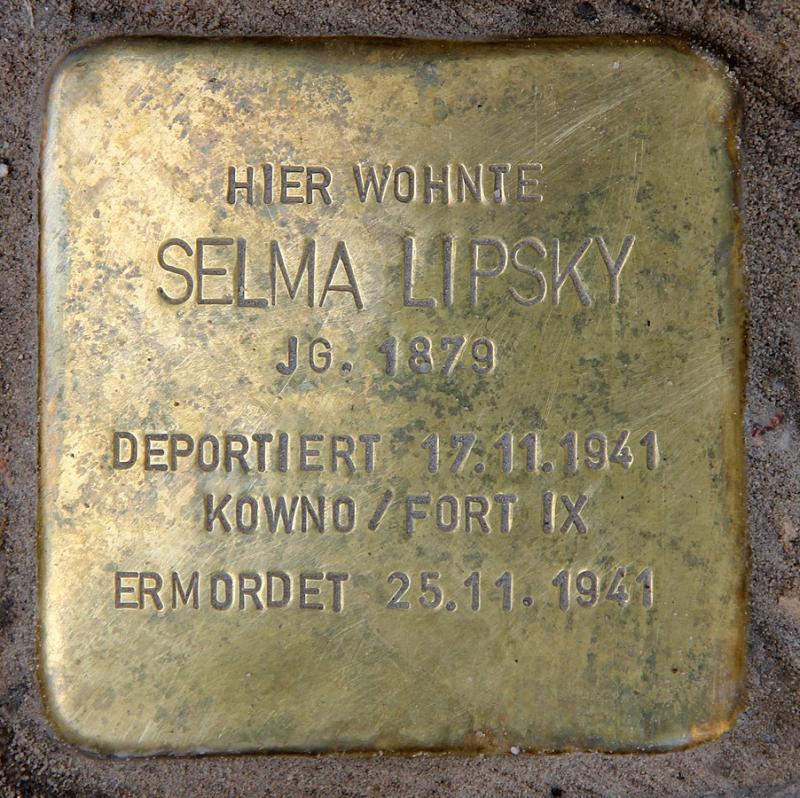 HIER WOHNTE
SELMA LIPSKY
JG. 1879
DEPORTIERT 17.11.1941
KOWNO / FORT IX
ERMORDET 25.11.1941